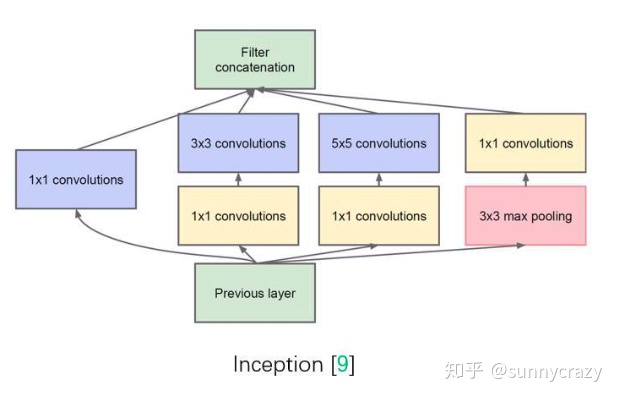 Filter
concatenation
3x3 convolutions
5x5 convolutions
1x1 convolutions
1x1 convolutions
1x1 convolutions
1x1 convolutions
3x3 max pooling
Previous layer
Inception [9]
知乎 @sunnycrazy